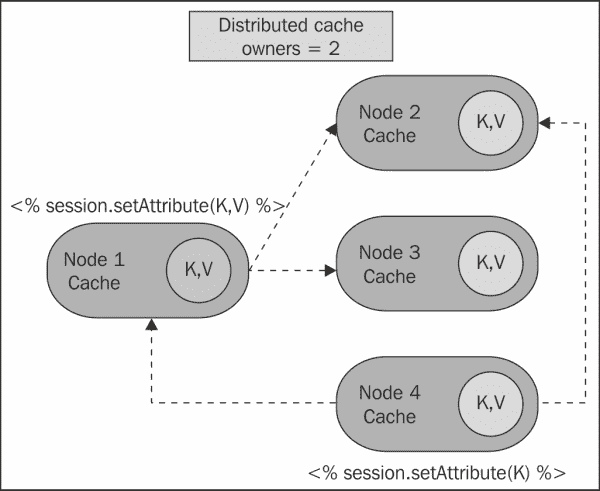 Distributed cache
owners = 2
Node 2
Cache
K,V
<% session.setAttribute(K,V) %>
Node 1
Cache
K,V
Node 3
Cache
K,V
Node 4
Cache
K,V
<% session.setAttribute(K) %>